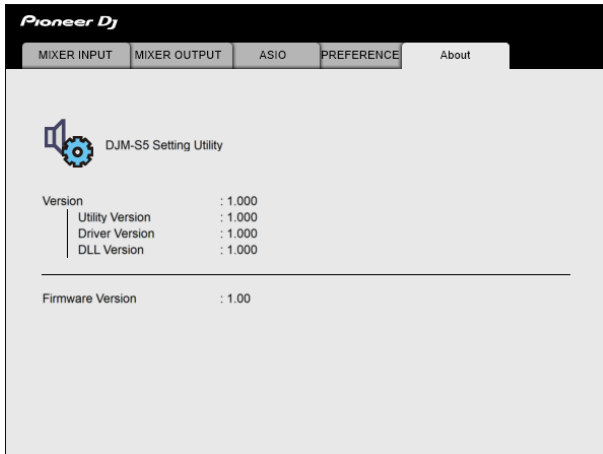 Pioneer Dj
MIXER INPUT MIXER OUTPUT ASIO PREFERENCE About
DJM-S5 Setting Utility
Version : 1.000
Utility Version : 1.000
Driver Version : 1.000
DLL Version : 1.000
Firmware Version : 1.00